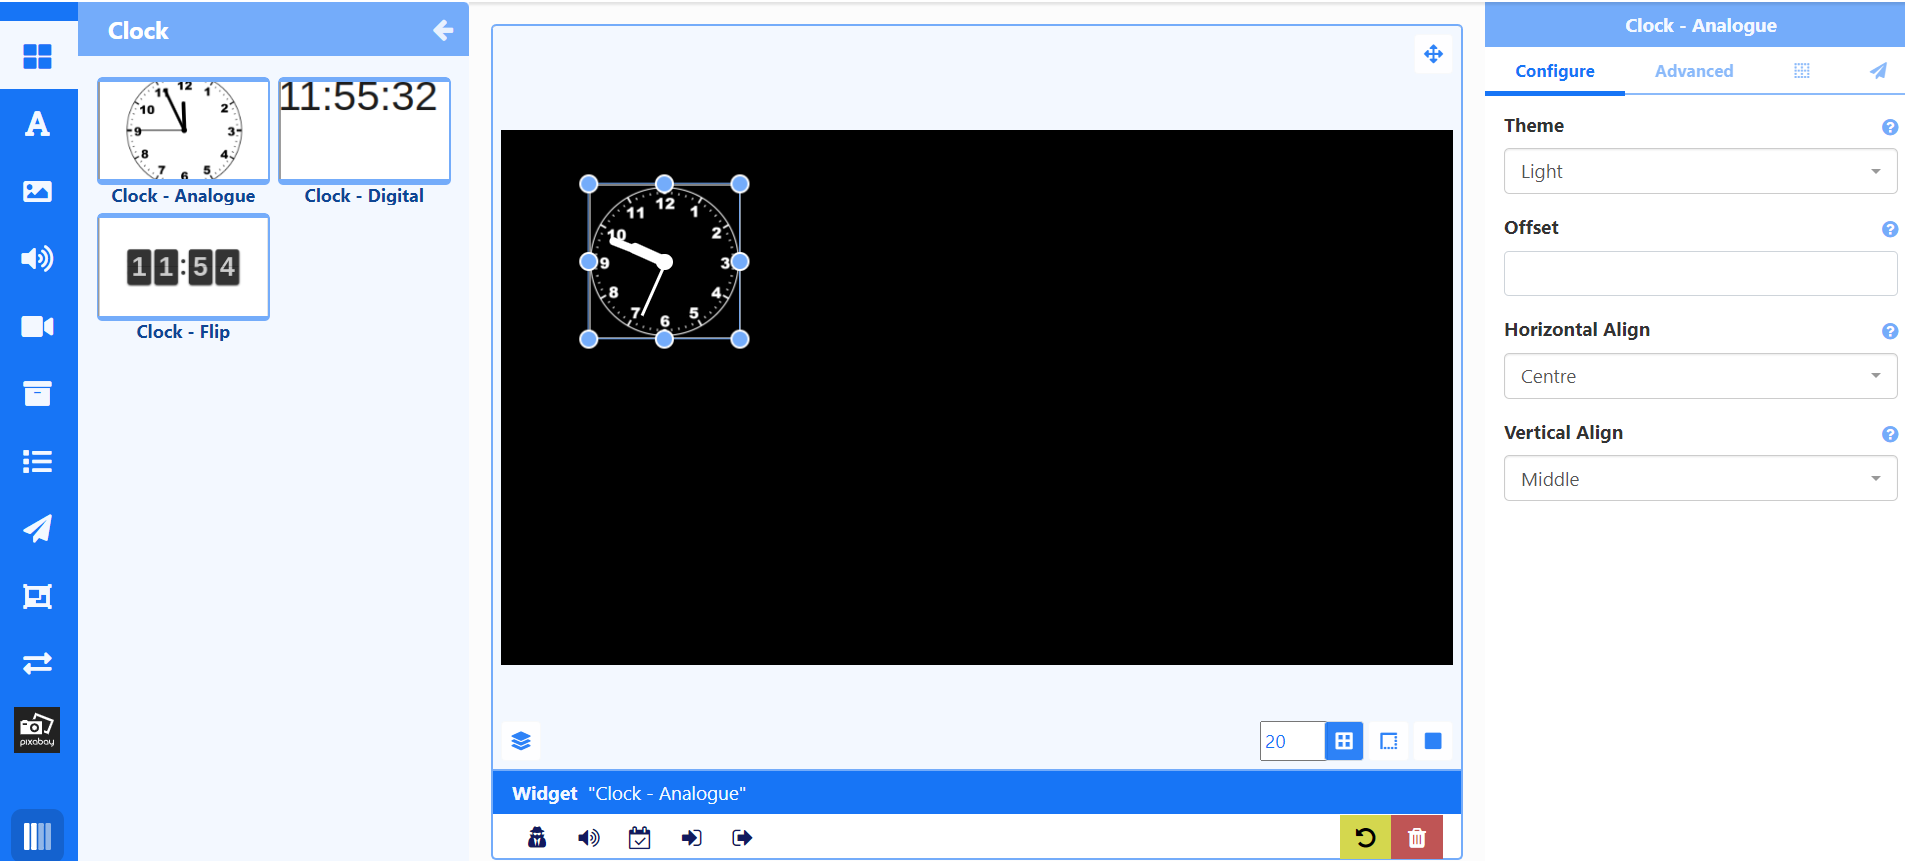 Clock
12
11
1
10
2
9
3
8
4
7
6
5
11:55:32
Clock - Analogue
Clock - Digital
11:54
Clock - Flip
pixabay
12
11
1
10
2
9
3
8
4
7
6
5
20
Widget "Clock - Analogue"
Clock - Analogue
Configure
Advanced
Theme
?
Light
Offset
?
Horizontal Align
?
Centre
Vertical Align
?
Middle